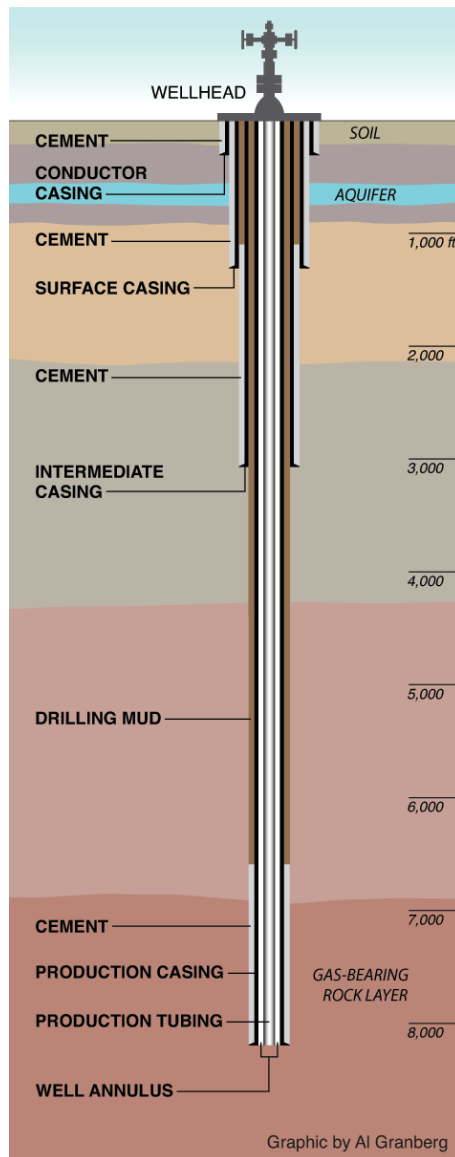 WELLHEAD
CEMENT
SOIL
CONDUCTOR
CASING
AQUIFER
CEMENT
1,000 ft
SURFACE CASING
2,000
CEMENT
3,000
INTERMEDIATE
CASING
4,000
5,000
DRILLING MUD
6,000
7,000
CEMENT
PRODUCTION CASING
GAS-BEARING
ROCK LAYER
PRODUCTION TUBING
8,000
WELL ANNULUS
Graphic by Al Granberg